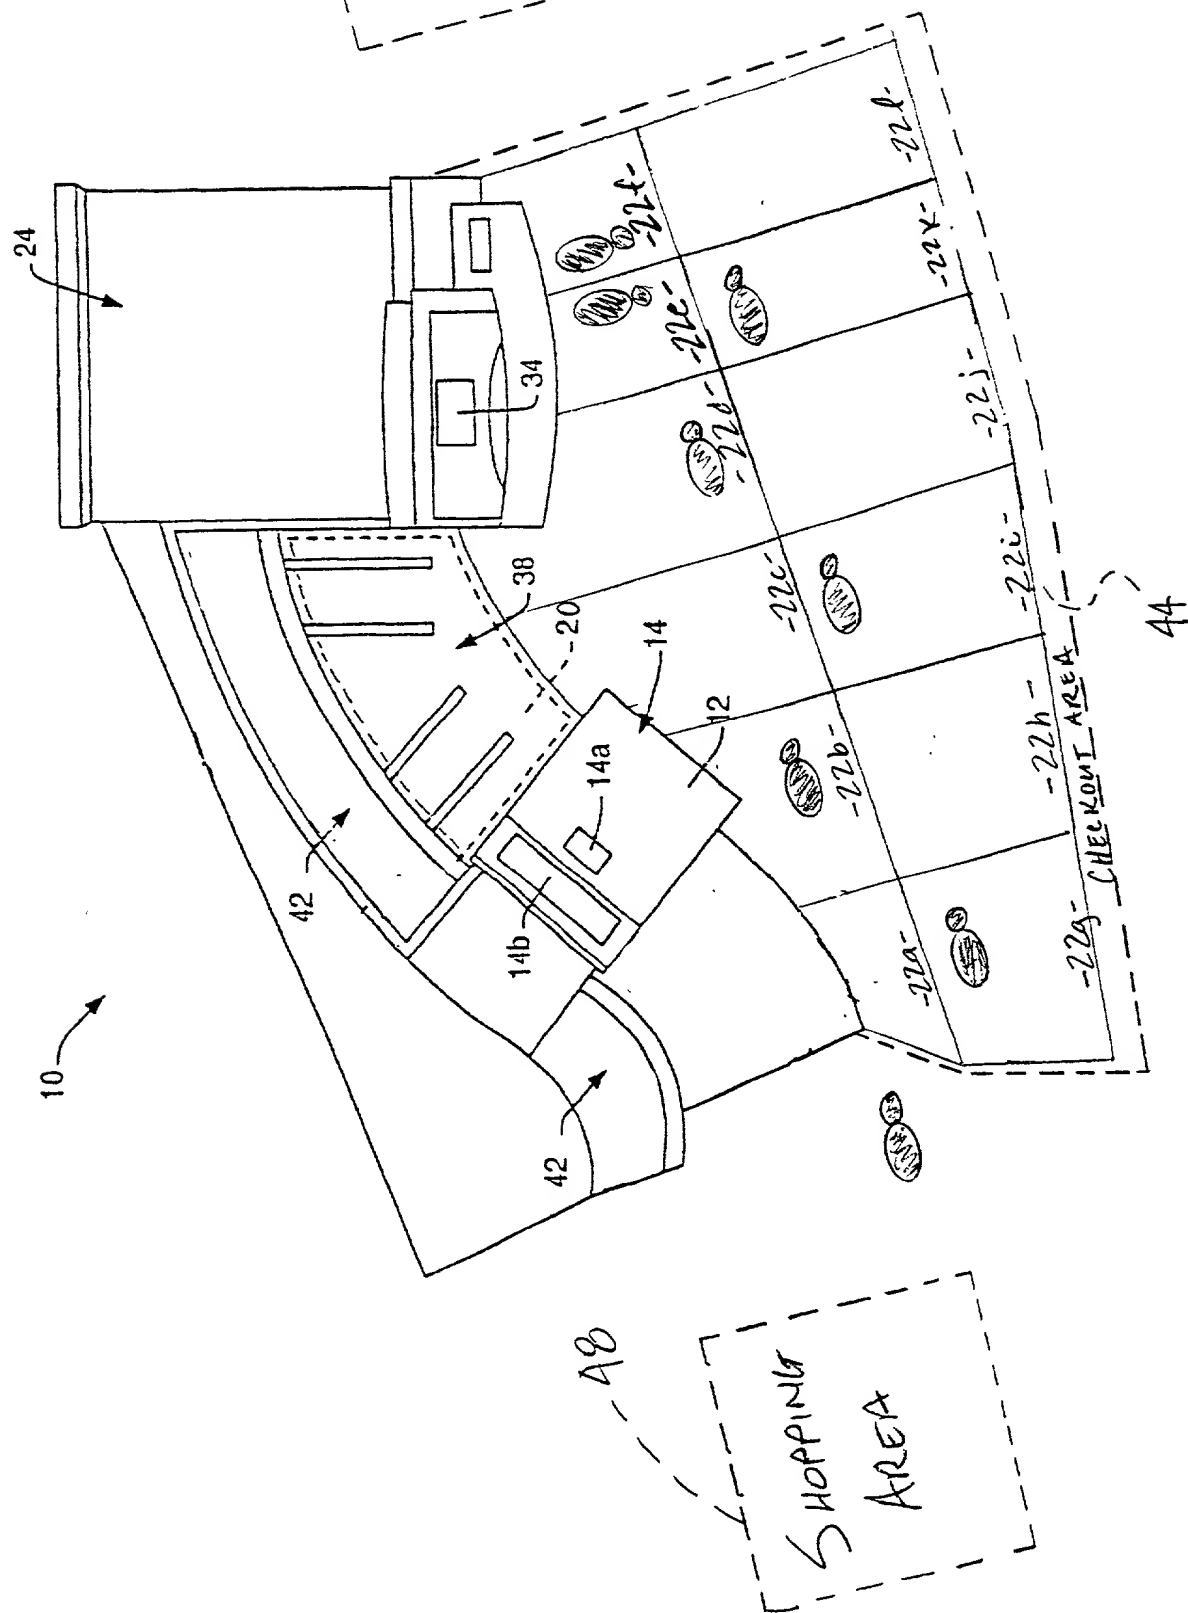 10
24
42
42
38
20
14
14a
14b
12
34
-22a-
-22b-
-22c-
-22d-
-22e-
-22f-
-22g-
-22h-
-22i-
-22j-
-22k-
-22l-
CHECKOUT AREA
44
48
SHOPPING
AREA